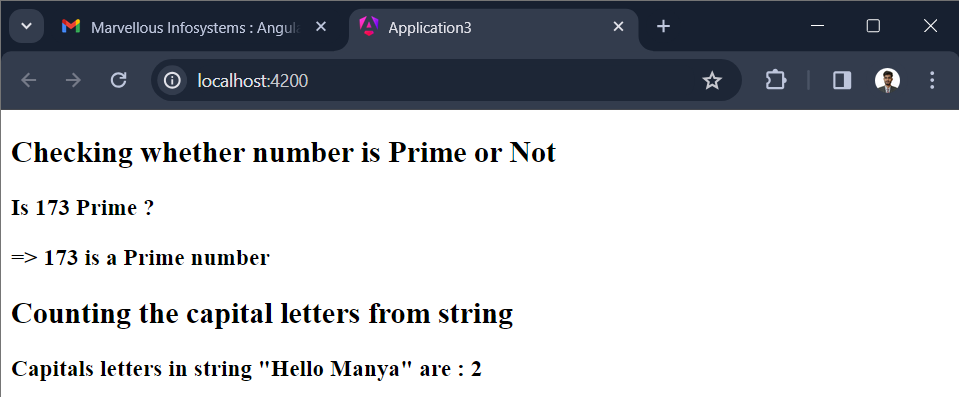 Marvellous Infosystems : Angula
Application3
localhost:4200
Checking whether number is Prime or Not
Is 173 Prime ?
=> 173 is a Prime number
Counting the capital letters from string
Capitals letters in string "Hello Manya" are : 2